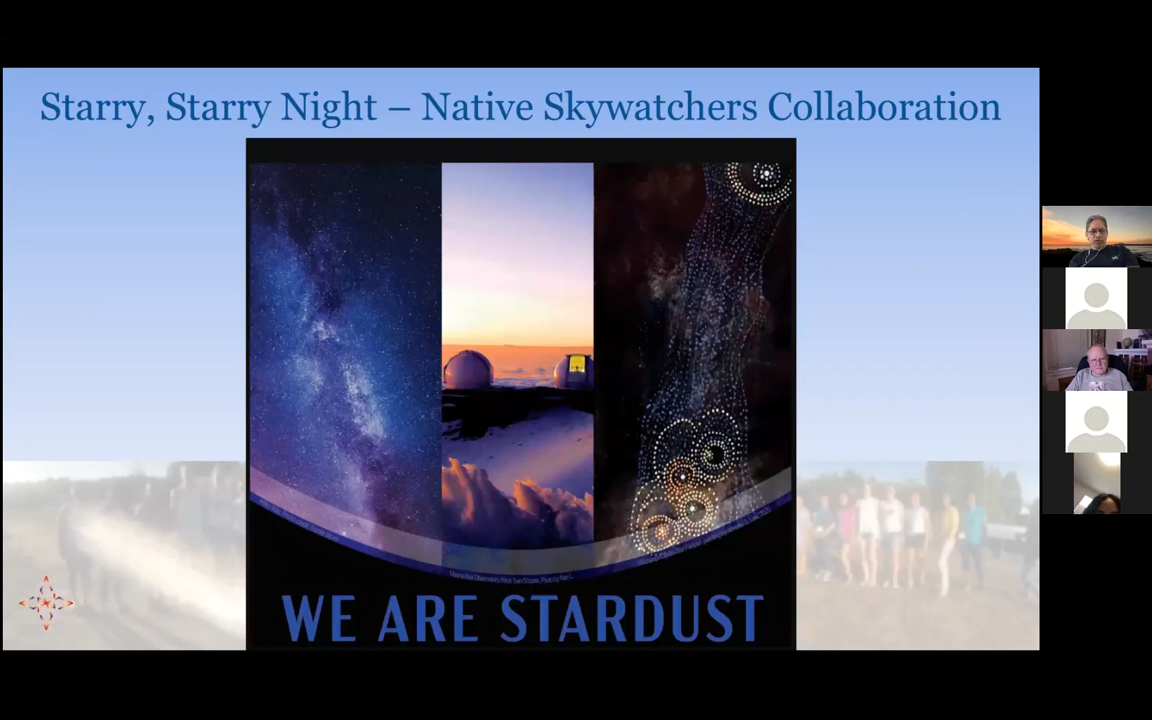 Starry, Starry Night – Native Skywatchers Collaboration
WE ARE STARDUST